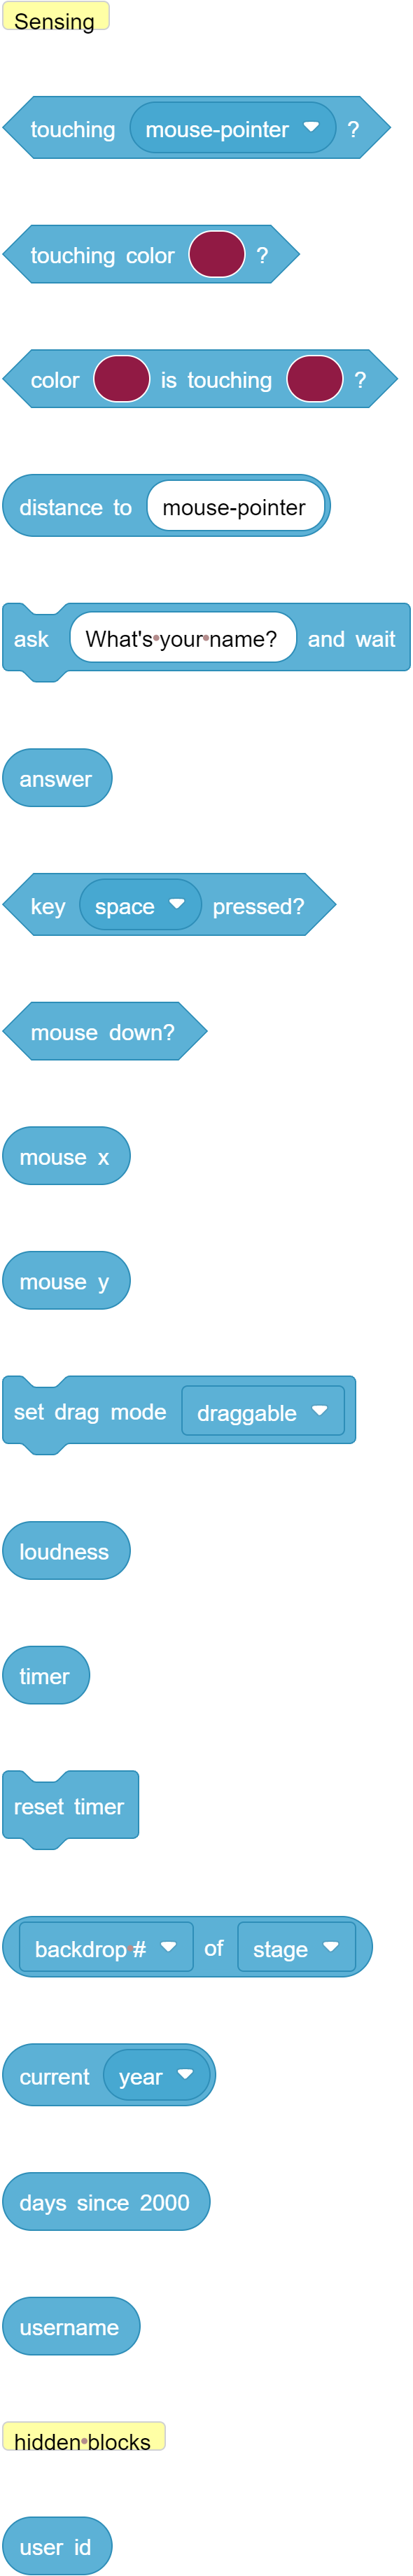 Sensing
touching mouse-pointer ?
touching color ?
color is touching ?
distance to mouse-pointer
ask What's•your•name? and wait
answer
key space pressed?
mouse down?
mouse x
mouse y
set drag mode draggable
loudness
timer
reset timer
backdrop•# of stage
current year
days since 2000
username
hidden•blocks
user id